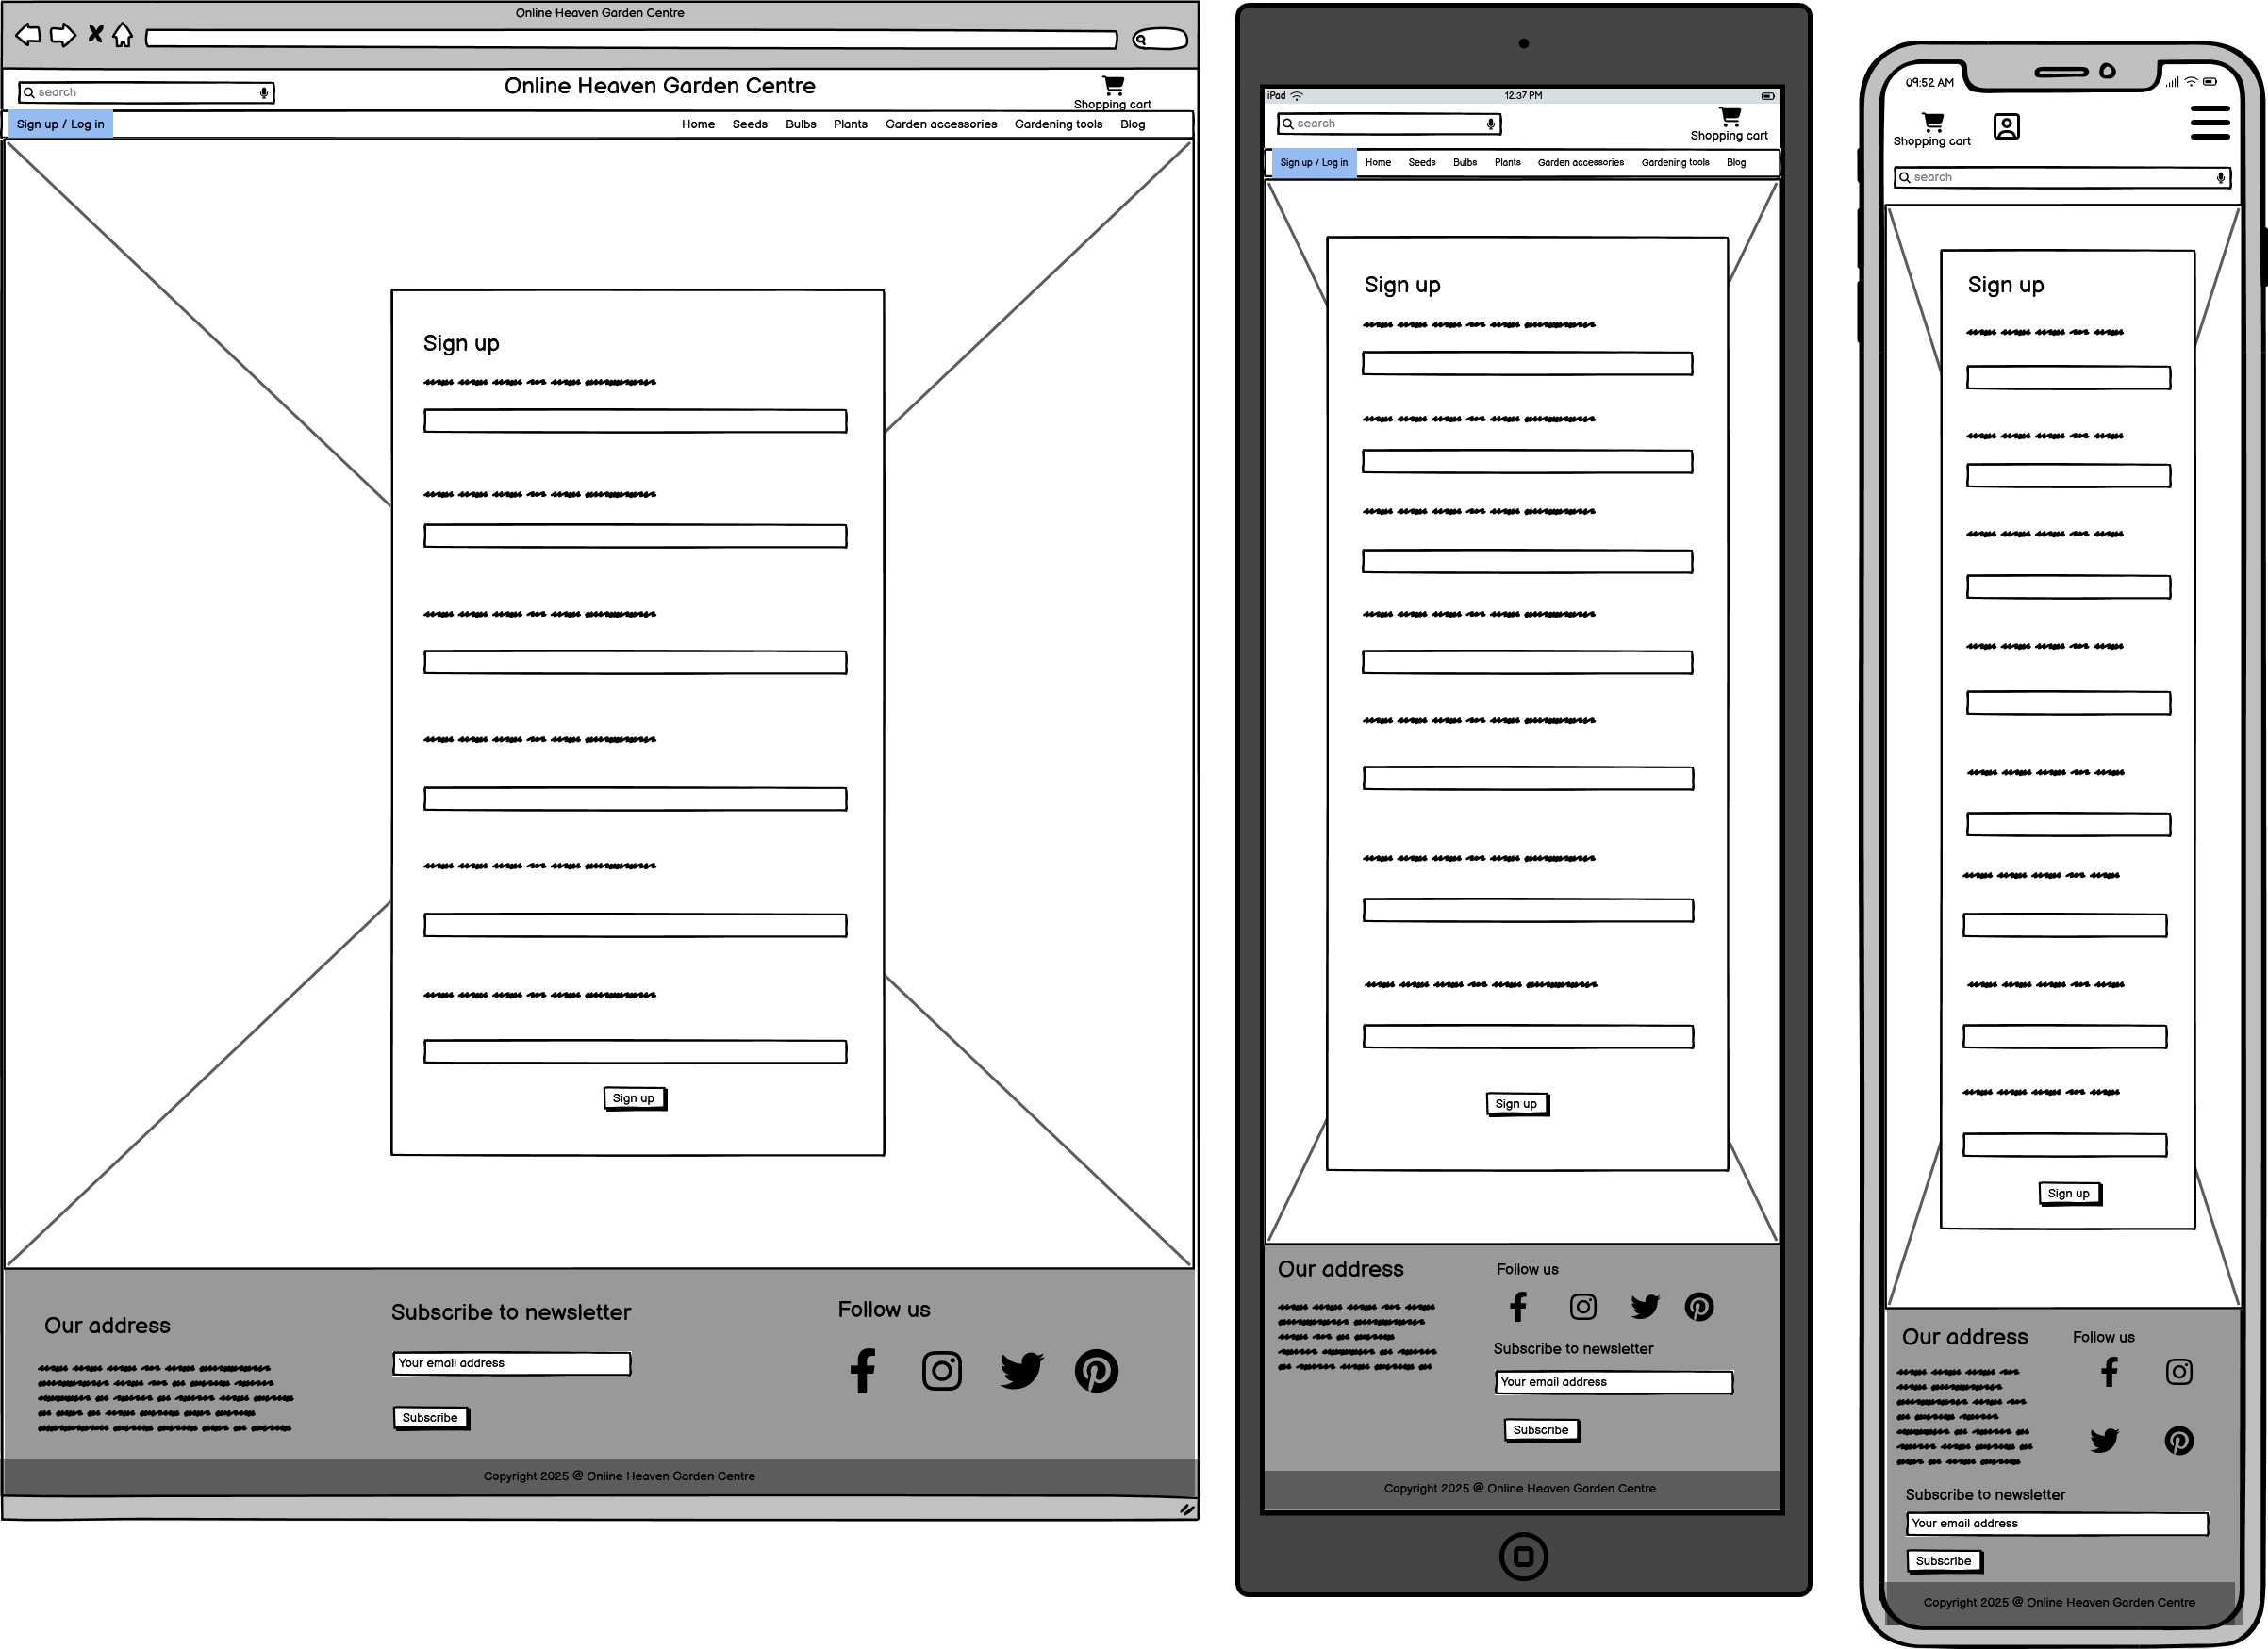 Online Heaven Garden Centre
search
Online Heaven Garden Centre
Shopping cart
Sign up / Log in
Home Seeds Bulbs Plants Garden accessories Gardening tools Blog
Sign up
Sign up
Our address
Subscribe to newsletter
Your email address
Subscribe
Follow us
Copyright 2025 @ Online Heaven Garden Centre
iPad
12:37 PM
search
Shopping cart
Sign up / Log in Home Seeds Bulbs Plants Garden accessories Gardening tools Blog
Sign up
Sign up
Our address
Follow us
Subscribe to newsletter
Your email address
Subscribe
Copyright 2025 @ Online Heaven Garden Centre
09:52 AM
Shopping cart
search
Sign up
Sign up
Our address
Follow us
Subscribe to newsletter
Your email address
Subscribe
Copyright 2025 @ Online Heaven Garden Centre